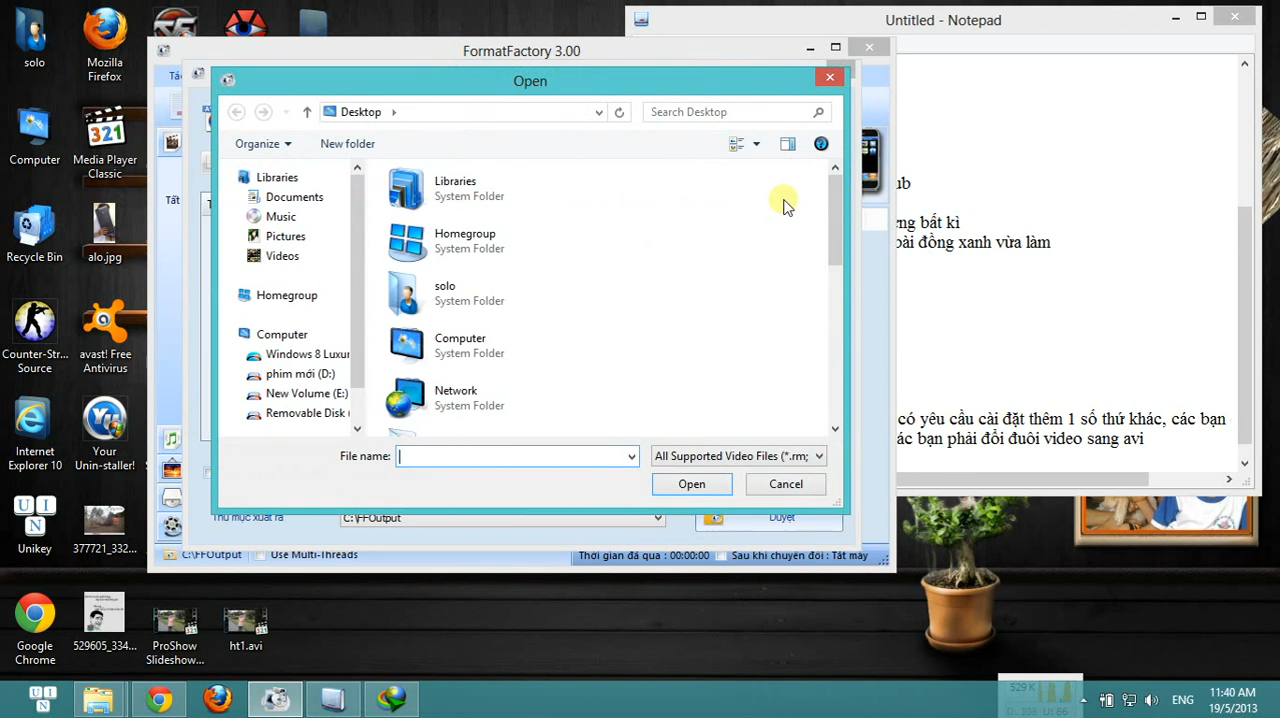 solo
Mozilla
Firefox
Computer
Media Player
Classic
Recycle Bin
alo.jpg
Counter-Str...
Source
avast! Free
Antivirus
Internet
Explorer 10
Your
Unin-staller!
Unikey
377721_332...
Google
Chrome
529605_334...
ProShow
Slideshow...
ht1.avi
Untitled - Notepad
ub
ng bất kì
ài đồng xanh vừa làm
có yêu cầu cài đặt thêm 1 số thứ khác, các bạn
ác bạn phải đổi đuôi video sang avi
FormatFactory 3.00
Open
Desktop
Search Desktop
Organize
New folder
Libraries
Documents
Music
Pictures
Videos
Homegroup
Computer
Windows 8 Luxur
phim mới (D:)
New Volume (E:)
Removable Disk (
Libraries
System Folder
Homegroup
System Folder
solo
System Folder
Computer
System Folder
Network
System Folder
File name:
All Supported Video Files (*.rm;
Open
Cancel
Thư mục xuất ra
C:\FFOutput
Duyệt
C:\FFOutput
Use Multi-Threads
Thời gian đã qua : 00:00:00
Sau khi chuyển đổi : Tắt máy
529 K
ENG
11:40 AM
19/5/2013